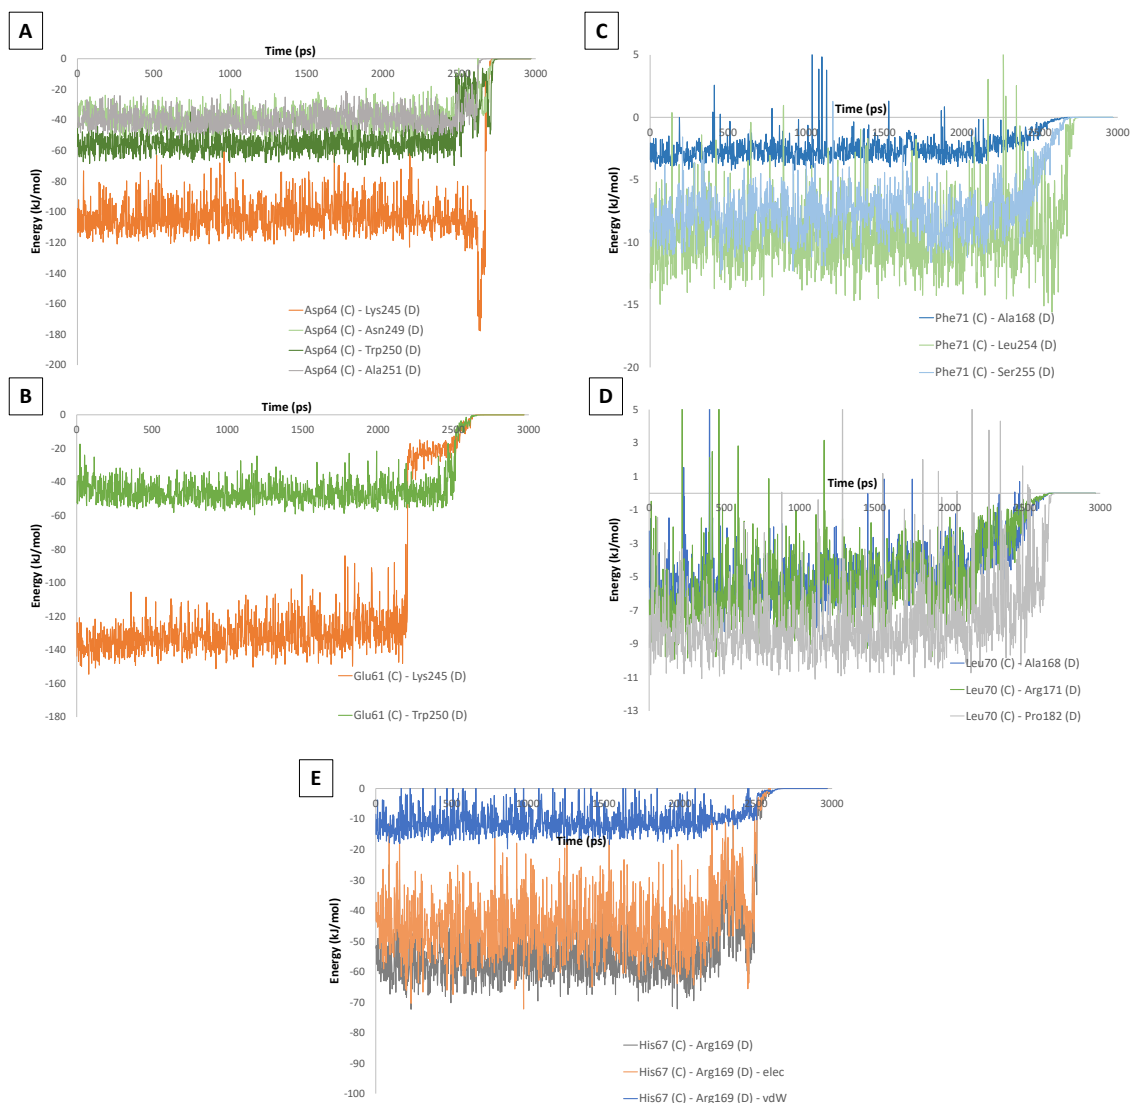 A
Time (ps)
0 500 1000 1500 2000 2500 3000
0
-20
-40
-60
-80
-100
-120
-140
-160
-180
-200
Energy (kJ/mol)
Asp64 (C) - Lys245 (D)
Asp64 (C) - Asn249 (D)
Asp64 (C) - Trp250 (D)
Asp64 (C) - Ala251 (D)
C
Time (ps)
0 500 1000 1500 2000 2500 3000
5
0
-5
-10
-15
-20
Energy (kJ/mol)
Phe71 (C) - Ala168 (D)
Phe71 (C) - Leu254 (D)
Phe71 (C) - Ser255 (D)
B
Time (ps)
0 500 1000 1500 2000 2500 3000
0
-20
-40
-60
-80
-100
-120
-140
-160
-180
Energy (kJ/mol)
Glu61 (C) - Lys245 (D)
Glu61 (C) - Trp250 (D)
D
Time (ps)
0 500 1000 1500 2000 2500 3000
5
3
1
-1
-3
-5
-7
-9
-11
-13
Energy (kJ/mol)
Leu70 (C) - Ala168 (D)
Leu70 (C) - Arg171 (D)
Leu70 (C) - Pro182 (D)
E
0 500 1000 1500 2000 2500 3000
Time (ps)
0
-10
-20
-30
-40
-50
-60
-70
-80
-90
-100
Energy (kJ/mol)
His67 (C) - Arg169 (D)
His67 (C) - Arg169 (D) - elec
His67 (C) - Arg169 (D) - vdW